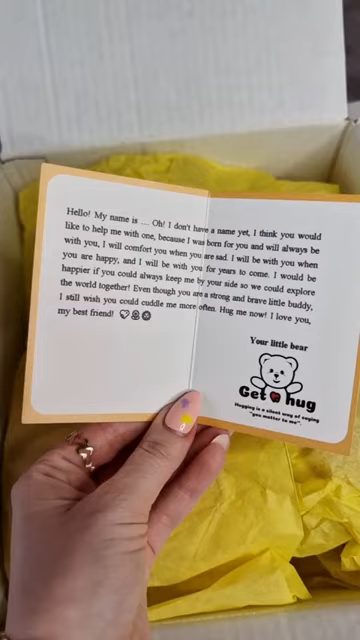 Hello! My name is .... Oh! I don't have a name yet, I think you would
like to help me with one, because I was born for you and will always be
with you, I will comfort you when you are sad. I will be with you when
you are happy, and I will be with you for years to come. I would be
happier if you could always keep me by your side so we could explore
the world together! Even though you are a strong and brave little buddy,
I still wish you could cuddle me more often. Hug me now! I love you,
my best friend!
Your little bear
Get a hug
Hugging is a silent way of saying
"you matter to me".